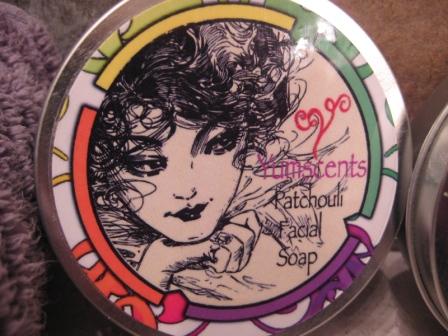 Yumscents
Patchouli
Facial
Soap